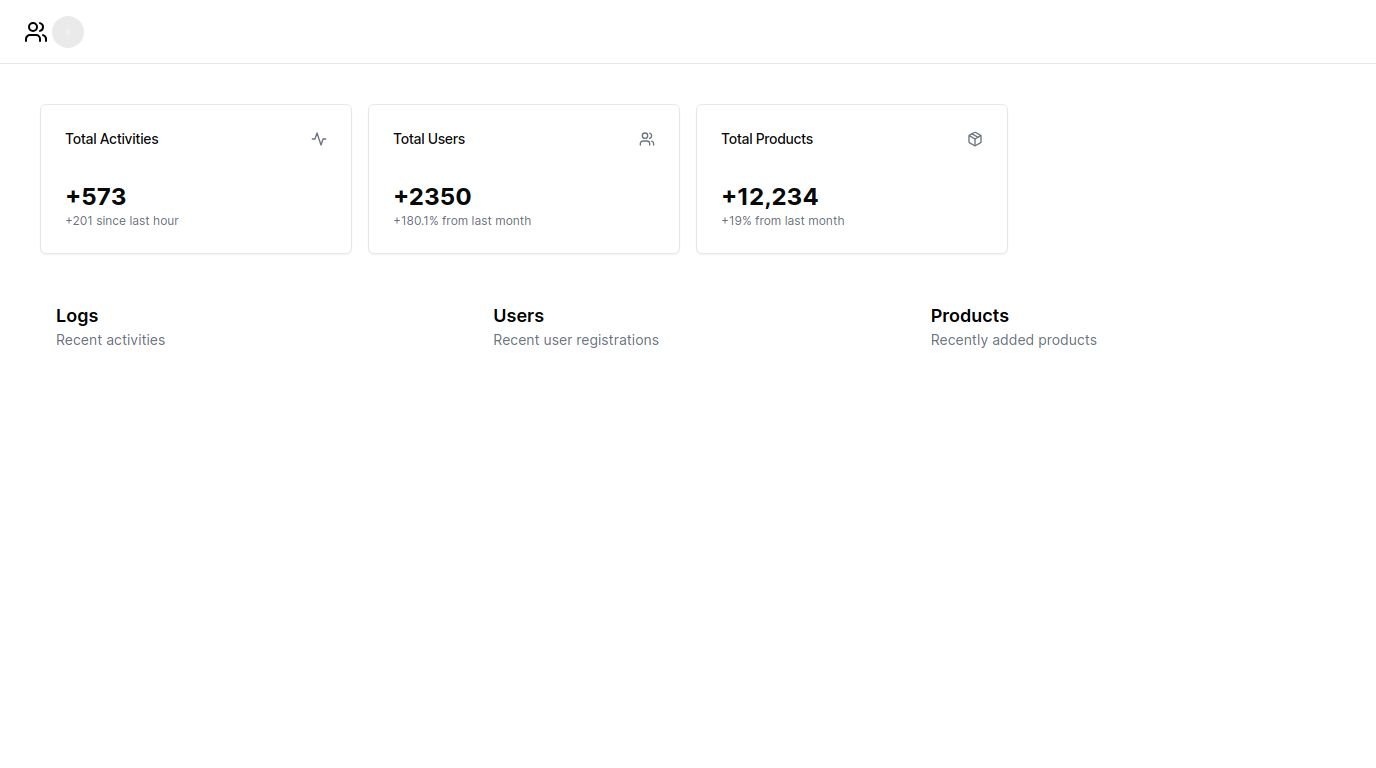 Total Activities
+573
+201 since last hour
Total Users
+2350
+180.1% from last month
Total Products
+12,234
+19% from last month
Logs
Recent activities
Users
Recent user registrations
Products
Recently added products